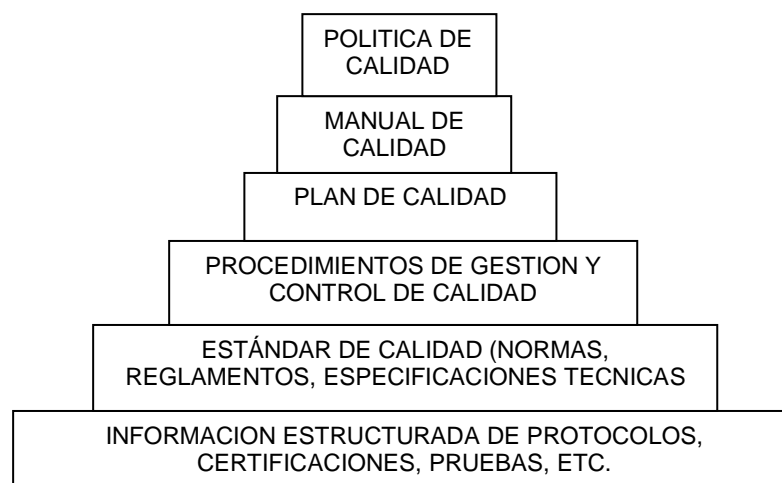 POLITICA DE
CALIDAD
MANUAL DE
CALIDAD
PLAN DE CALIDAD
PROCEDIMIENTOS DE GESTION Y
CONTROL DE CALIDAD
ESTÁNDAR DE CALIDAD (NORMAS,
REGLAMENTOS, ESPECIFICACIONES TECNICAS
INFORMACION ESTRUCTURADA DE PROTOCOLOS,
CERTIFICACIONES, PRUEBAS, ETC.